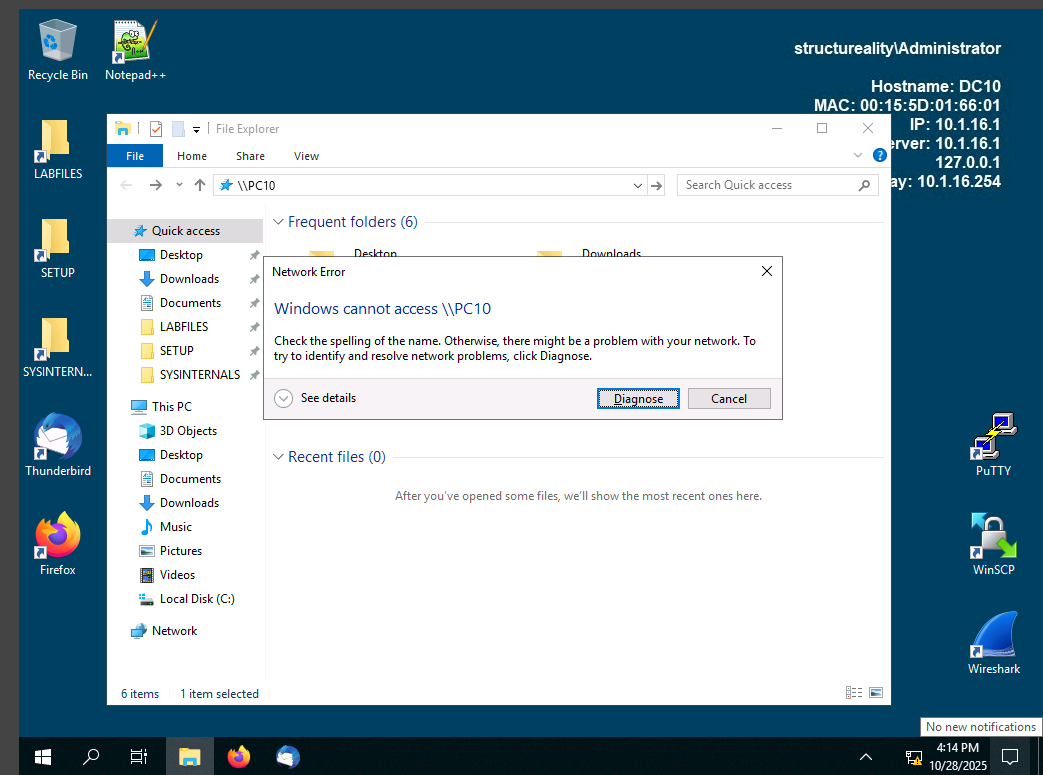 Recycle Bin
Notepad++
structureality\Administrator
Hostname: DC10
MAC: 00:15:5D:01:66:01
IP: 10.1.16.1
erver: 10.1.16.1
127.0.0.1
ay: 10.1.16.254
LABFILES
SETUP
SYSINTERN...
Thunderbird
Firefox
File Explorer
File Home Share View
\\PC10
Search Quick access
Quick access
Desktop
Downloads
Documents
LABFILES
SETUP
SYSINTERNALS
This PC
3D Objects
Desktop
Documents
Downloads
Music
Pictures
Videos
Local Disk (C:)
Network
Frequent folders (6)
Desktop Downloads
Network Error
Windows cannot access \\PC10
Check the spelling of the name. Otherwise, there might be a problem with your network. To
try to identify and resolve network problems, click Diagnose.
See details
Diagnose Cancel
Recent files (0)
After you've opened some files, we'll show the most recent ones here.
6 items 1 item selected
PuTTY
WinSCP
Wireshark
No new notifications
4:14 PM
10/28/2025